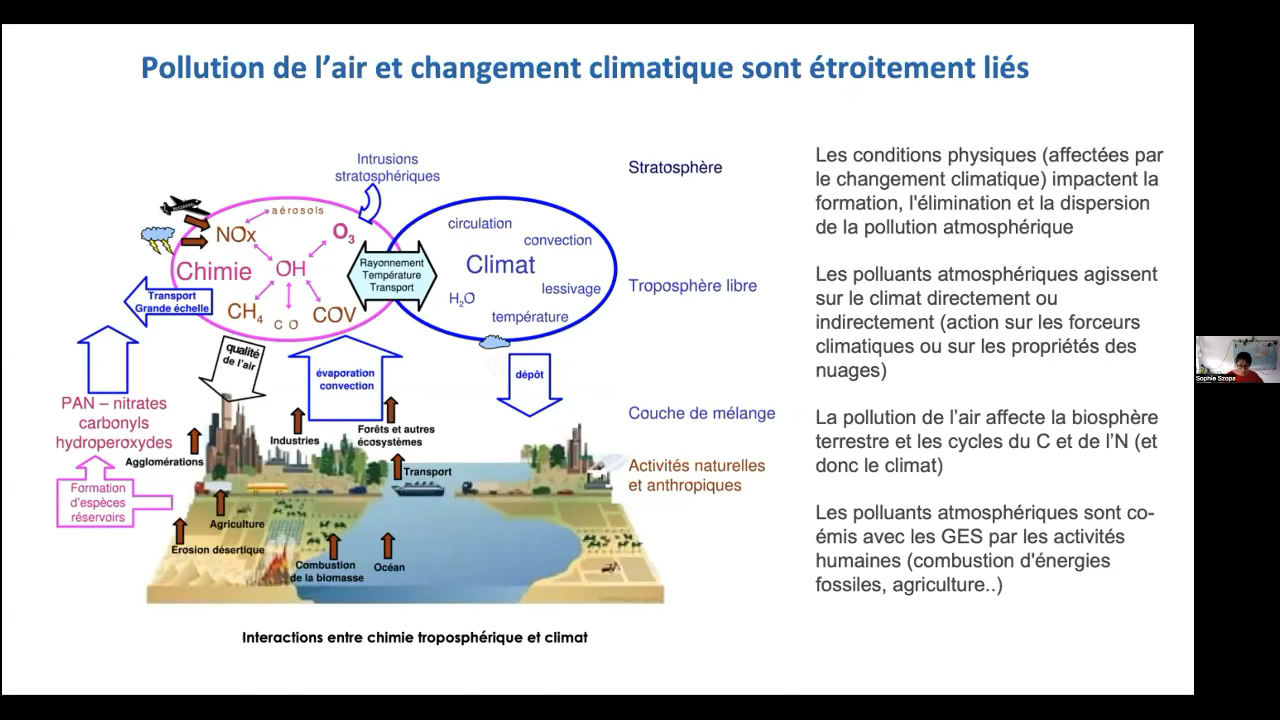 Pollution de l’air et changement climatique sont étroitement liés
Intrusions
stratosphériques
Stratosphère
aérosols
NOx
O3
Chimie
OH
CH4
CO
COV
Rayonnement
Température
Transport
circulation
convection
Climat
H2O
lessivage
température
Troposphère libre
Transport
Grande échelle
qualité
de l'air
évaporation
convection
dépôt
Couche de mélange
PAN – nitrates
carbonyls
hydroperoxydes
Formation
d'espèces
réservoirs
Agglomérations
Industries
Forêts et autres
écosystèmes
Transport
Activités naturelles
et anthropiques
Agriculture
Erosion désertique
Combustion
de la biomasse
Océan
Interactions entre chimie troposphérique et climat
Les conditions physiques (affectées par
le changement climatique) impactent la
formation, l'élimination et la dispersion
de la pollution atmosphérique
Les polluants atmosphériques agissent
sur le climat directement ou
indirectement (action sur les forceurs
climatiques ou sur les propriétés des
nuages)
La pollution de l’air affecte la biosphère
terrestre et les cycles du C et de l’N (et
donc le climat)
Les polluants atmosphériques sont co-
émis avec les GES par les activités
humaines (combustion d'énergies
fossiles, agriculture..)
Sophie Szopa